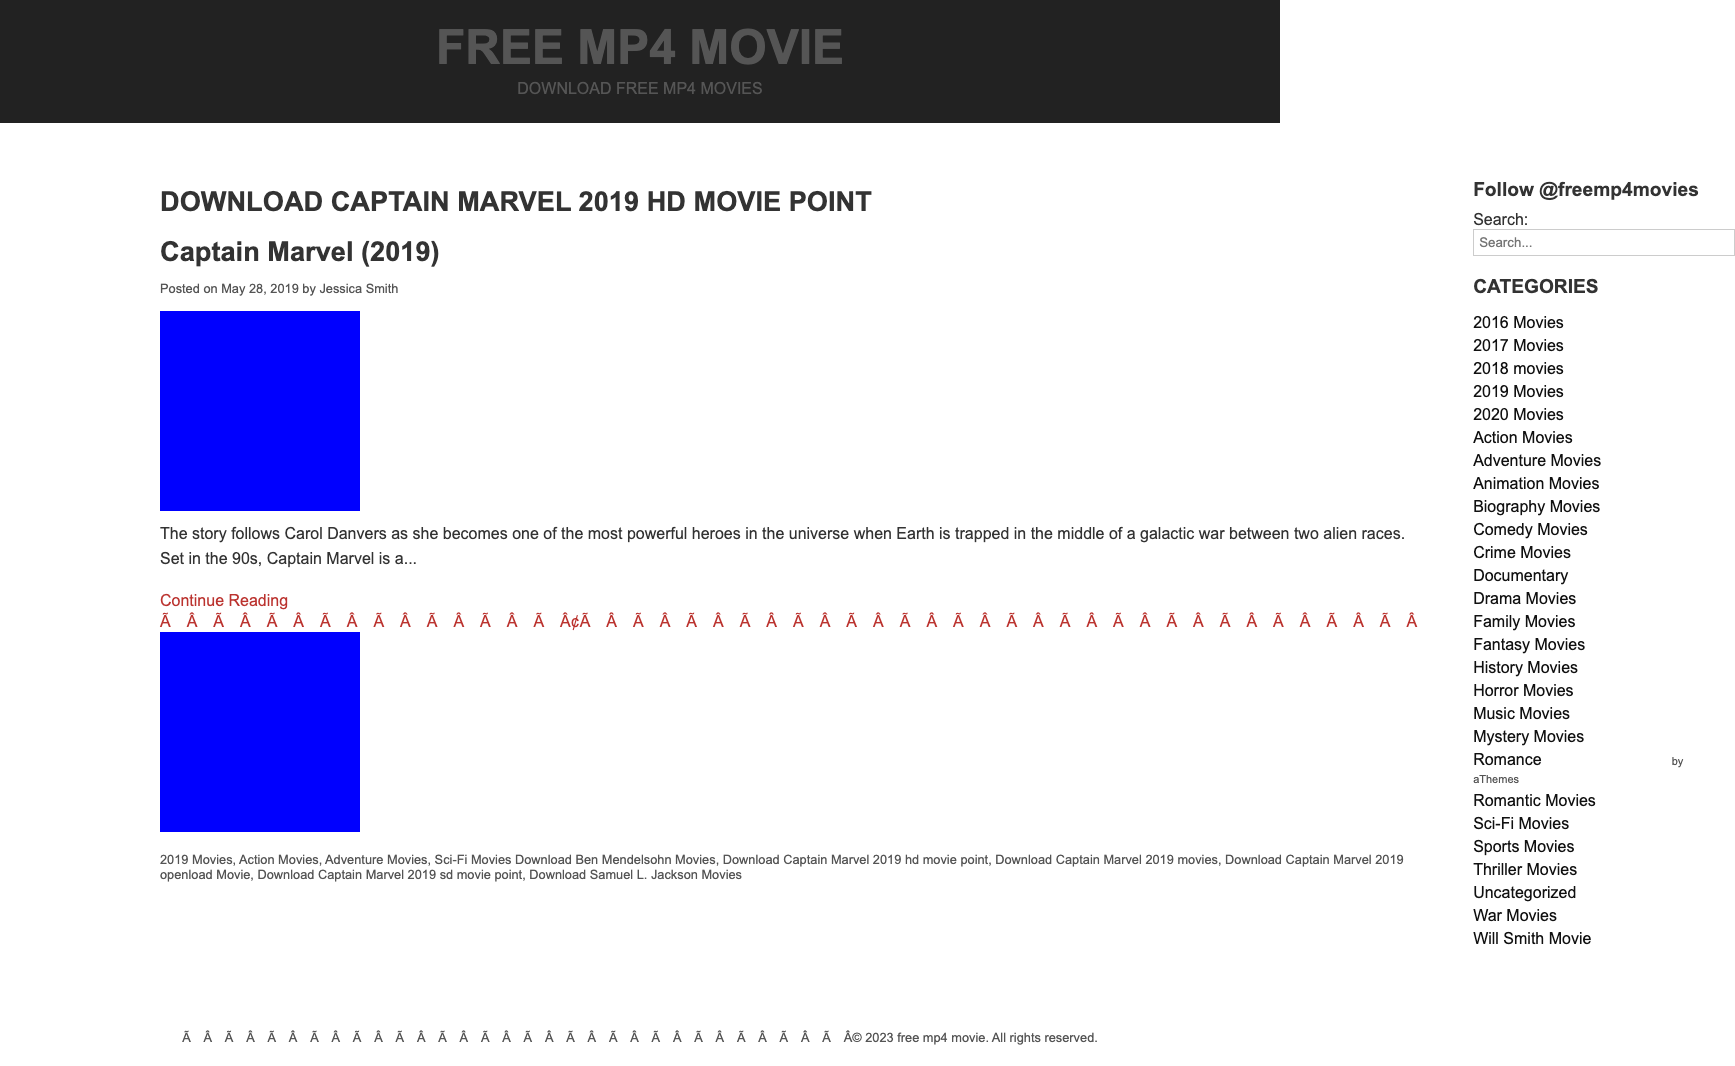 FREE MP4 MOVIE
DOWNLOAD FREE MP4 MOVIES
DOWNLOAD CAPTAIN MARVEL 2019 HD MOVIE POINT
Captain Marvel (2019)
Posted on May 28, 2019 by Jessica Smith
The story follows Carol Danvers as she becomes one of the most powerful heroes in the universe when Earth is trapped in the middle of a galactic war between two alien races.
Set in the 90s, Captain Marvel is a...
Continue Reading
Ã Â Ã Â Ã Â Ã Â Ã Â Ã Â Ã Â Ã Â¢Ã Â Ã Â Ã Â Ã Â Ã Â Ã Â Ã Â Ã Â Ã Â Ã Â Ã Â Ã Â Ã Â Ã Â Ã Â Ã Â
2019 Movies, Action Movies, Adventure Movies, Sci-Fi Movies Download Ben Mendelsohn Movies, Download Captain Marvel 2019 hd movie point, Download Captain Marvel 2019 movies, Download Captain Marvel 2019
openload Movie, Download Captain Marvel 2019 sd movie point, Download Samuel L. Jackson Movies
Follow @freemp4movies
Search:
Search...
CATEGORIES
2016 Movies
2017 Movies
2018 movies
2019 Movies
2020 Movies
Action Movies
Adventure Movies
Animation Movies
Biography Movies
Comedy Movies
Crime Movies
Documentary
Drama Movies
Family Movies
Fantasy Movies
History Movies
Horror Movies
Music Movies
Mystery Movies
Romance by
aThemes
Romantic Movies
Sci-Fi Movies
Sports Movies
Thriller Movies
Uncategorized
War Movies
Will Smith Movie
Ã Â Ã Â Ã Â Ã Â Ã Â Ã Â Ã Â Ã Â Ã Â Ã Â Ã Â Ã Â Ã Â Ã Â Ã Â Ã Â© 2023 free mp4 movie. All rights reserved.